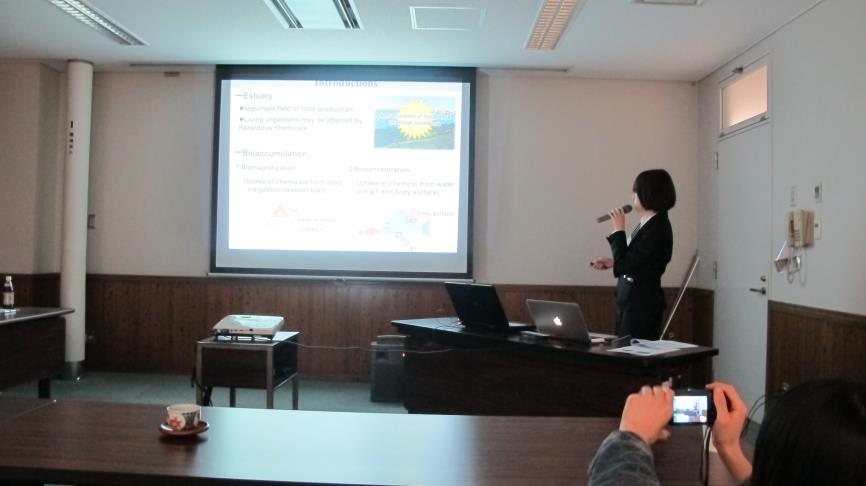 Introductions
—Estuary
●Important field of food production
●Living organisms may be affected by
hazardous chemicals
—Bioaccumulation
1.Biomagnification
Uptake of chemicals from food
(via gastrointestinal tract)
2.Bioconcentration
Uptake of chemical from water
(via gill and body surface)
body surface